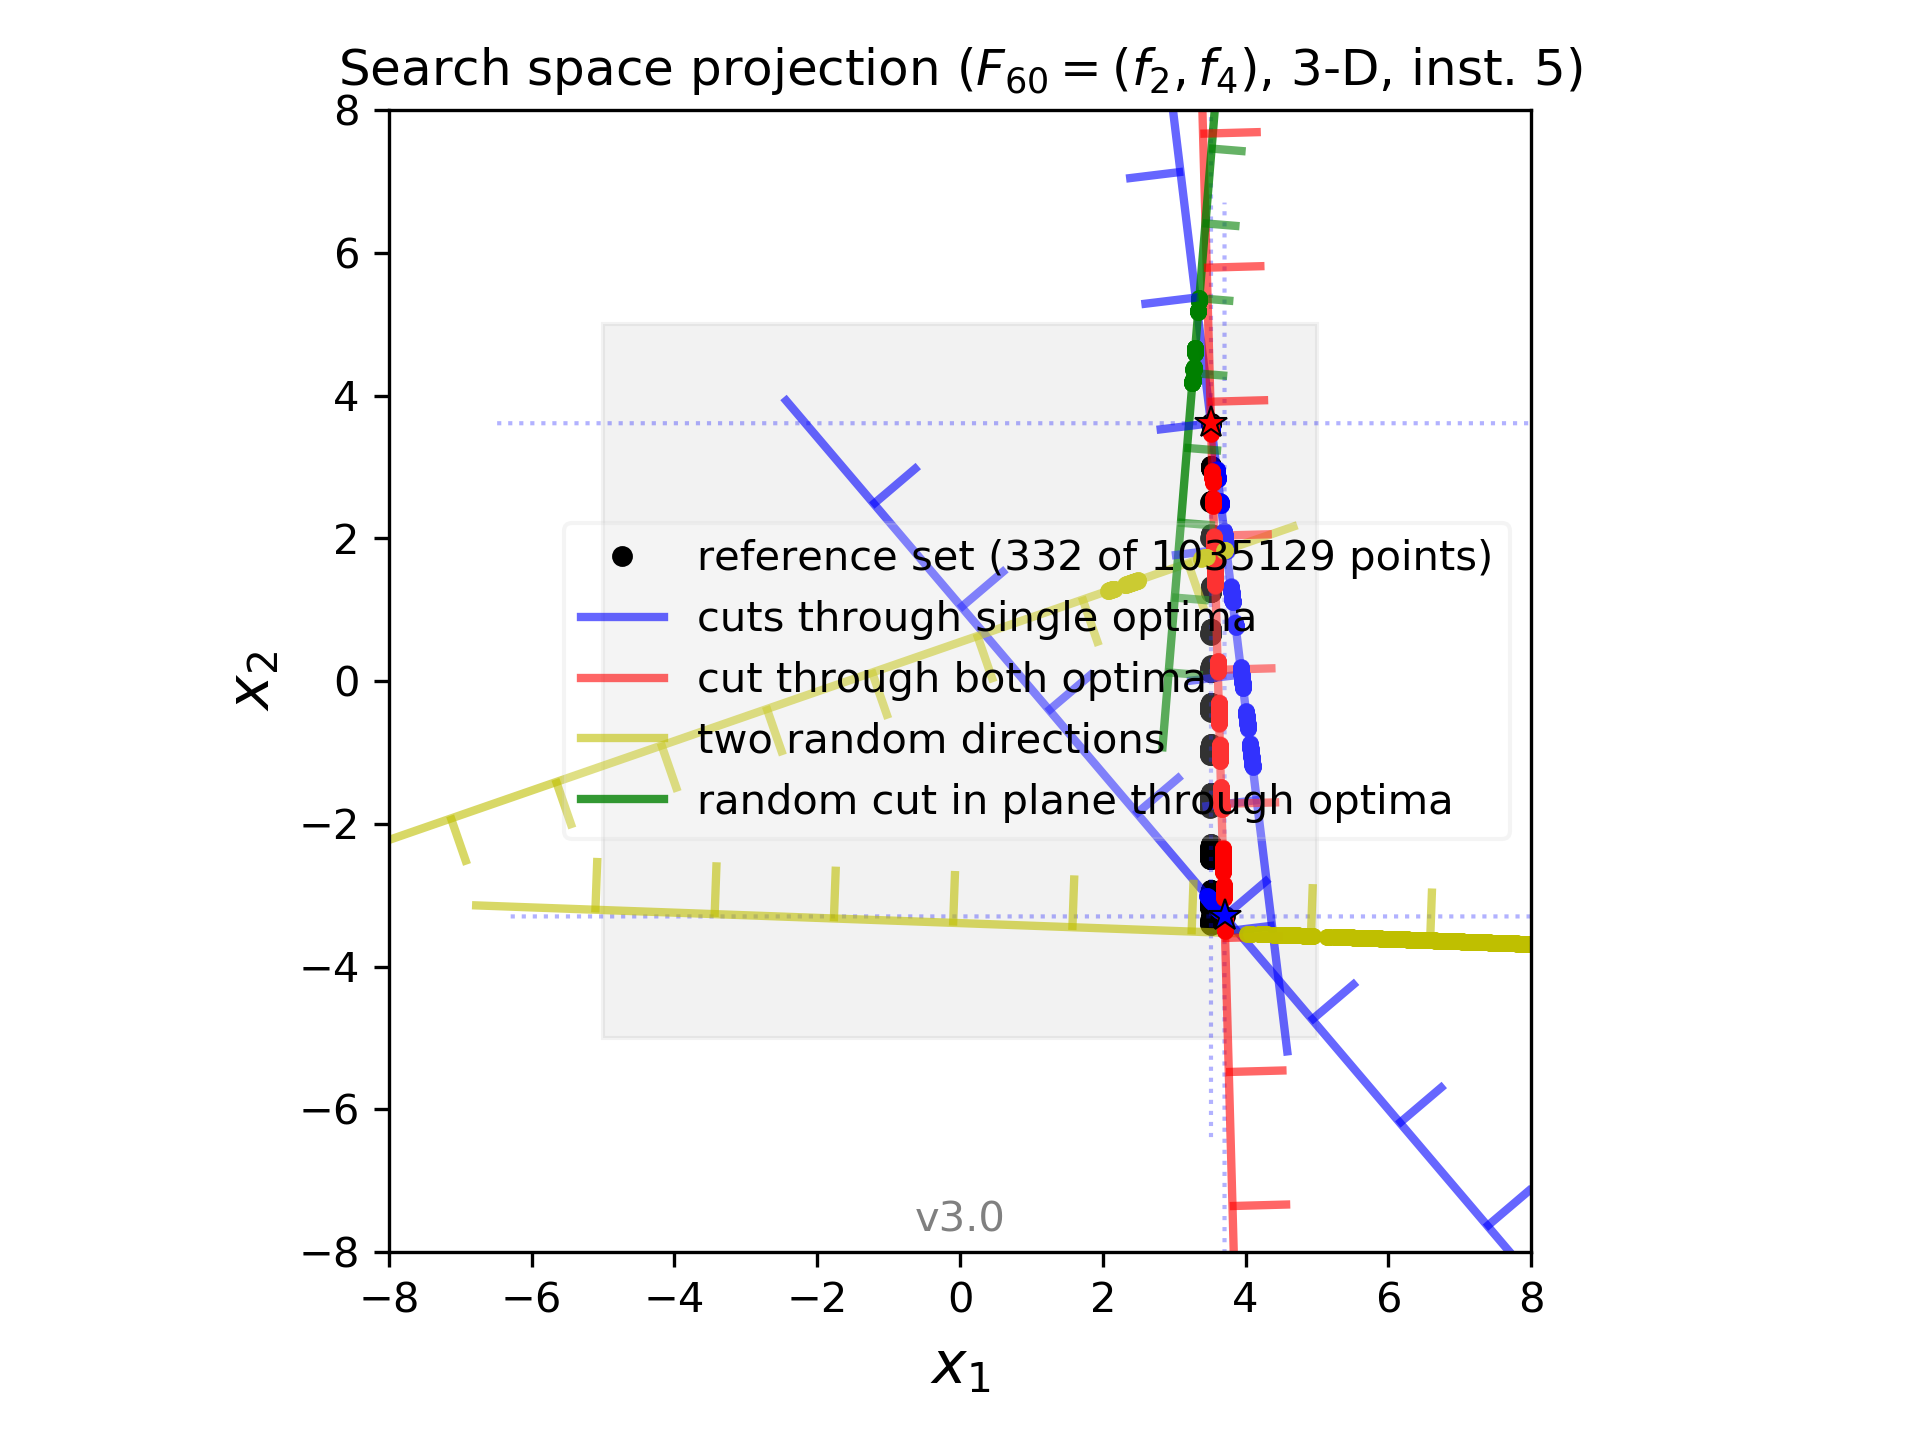 Search space projection (F₆₀ = (f₂, f₄), 3-D, inst. 5)
8
6
4
2
0
−2
−4
−6
−8
x₂
reference set (332 of 1035129 points)
cuts through single optima
cut through both optima
two random directions
random cut in plane through optima
v3.0
−8 −6 −4 −2 0 2 4 6 8
x₁